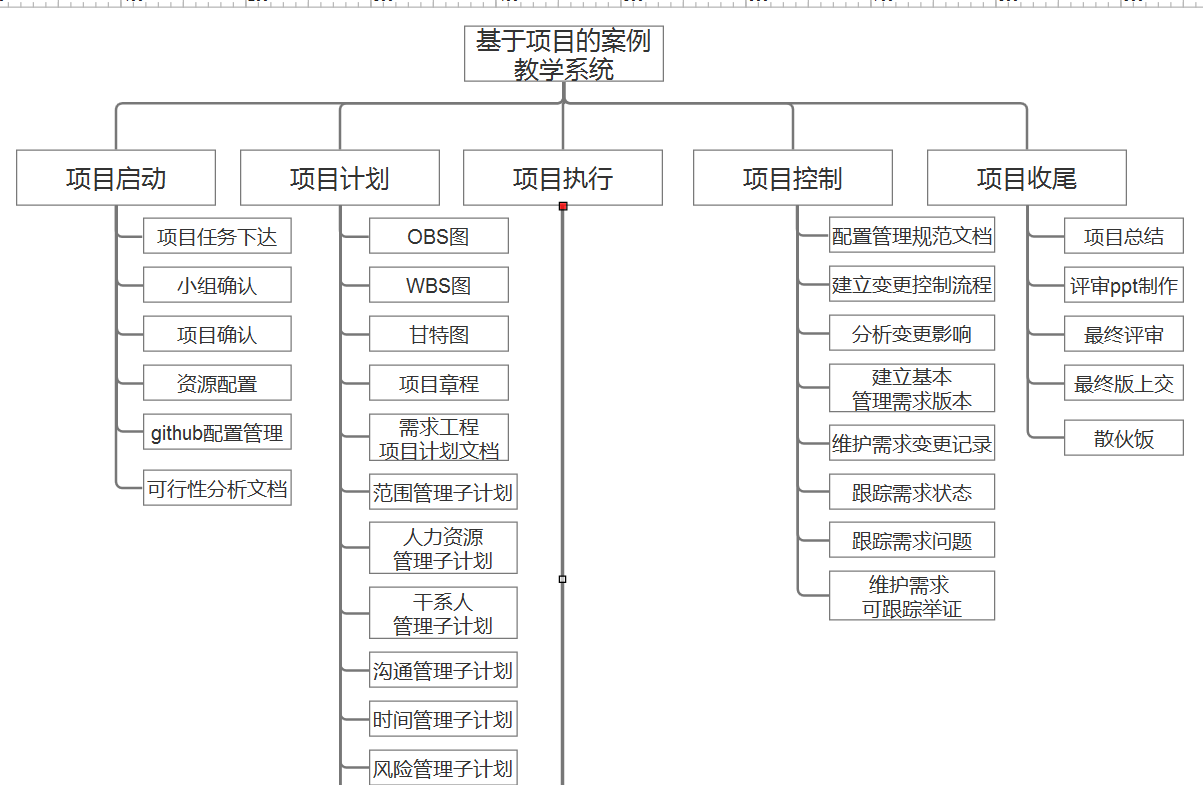 基于项目的案例
教学系统
项目启动
项目计划
项目执行
项目控制
项目收尾
项目任务下达
小组确认
项目确认
资源配置
github配置管理
可行性分析文档
OBS图
WBS图
甘特图
项目章程
需求工程
项目计划文档
范围管理子计划
人力资源
管理子计划
干系人
管理子计划
沟通管理子计划
时间管理子计划
风险管理子计划
配置管理规范文档
建立变更控制流程
分析变更影响
建立基本
管理需求版本
维护需求变更记录
跟踪需求状态
跟踪需求问题
维护需求
可跟踪举证
项目总结
评审ppt制作
最终评审
最终版上交
散伙饭